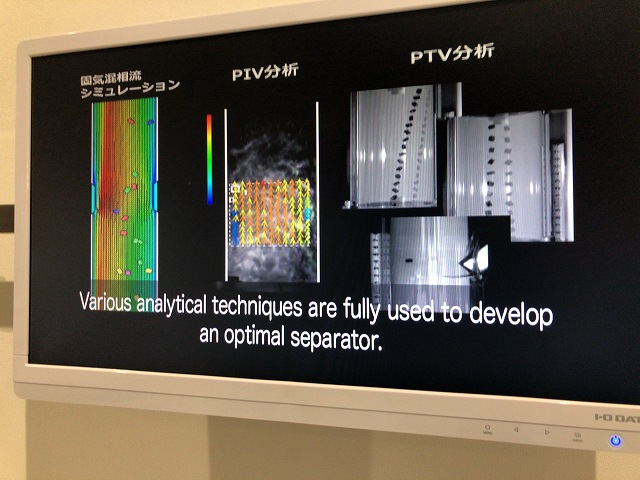 固気混相流
シミュレーション
PIV分析
PTV分析
Various analytical techniques are fully used to develop
an optimal separator.
I-O DATA